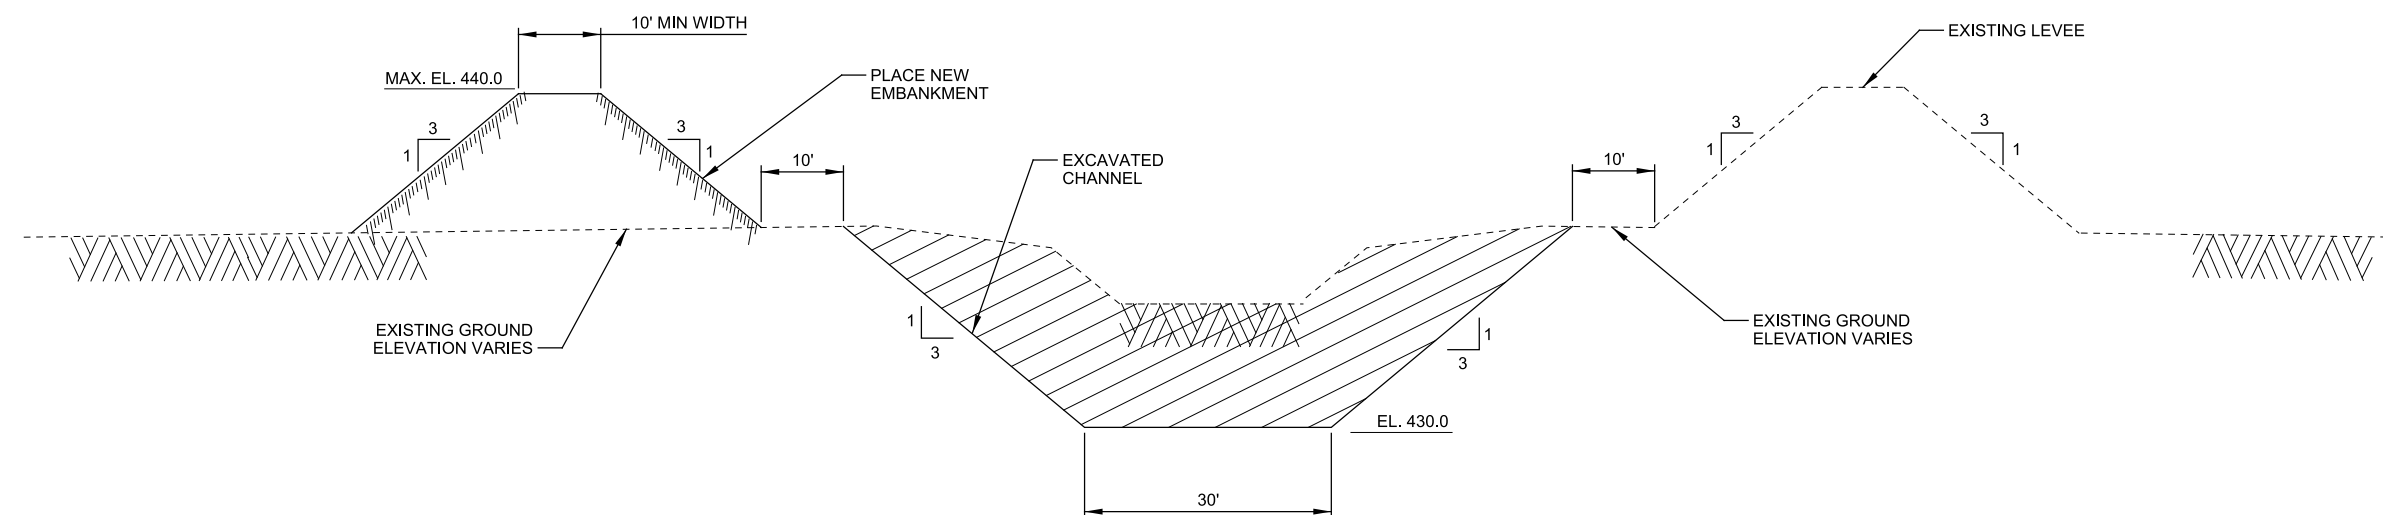 10' MIN WIDTH
EXISTING LEVEE
MAX. EL. 440.0
PLACE NEW
EMBANKMENT
3
1
3
1
3
1
3
1
10'
EXCAVATED
CHANNEL
10'
EXISTING GROUND
ELEVATION VARIES
1
3
1
3
EXISTING GROUND
ELEVATION VARIES
EL. 430.0
30'